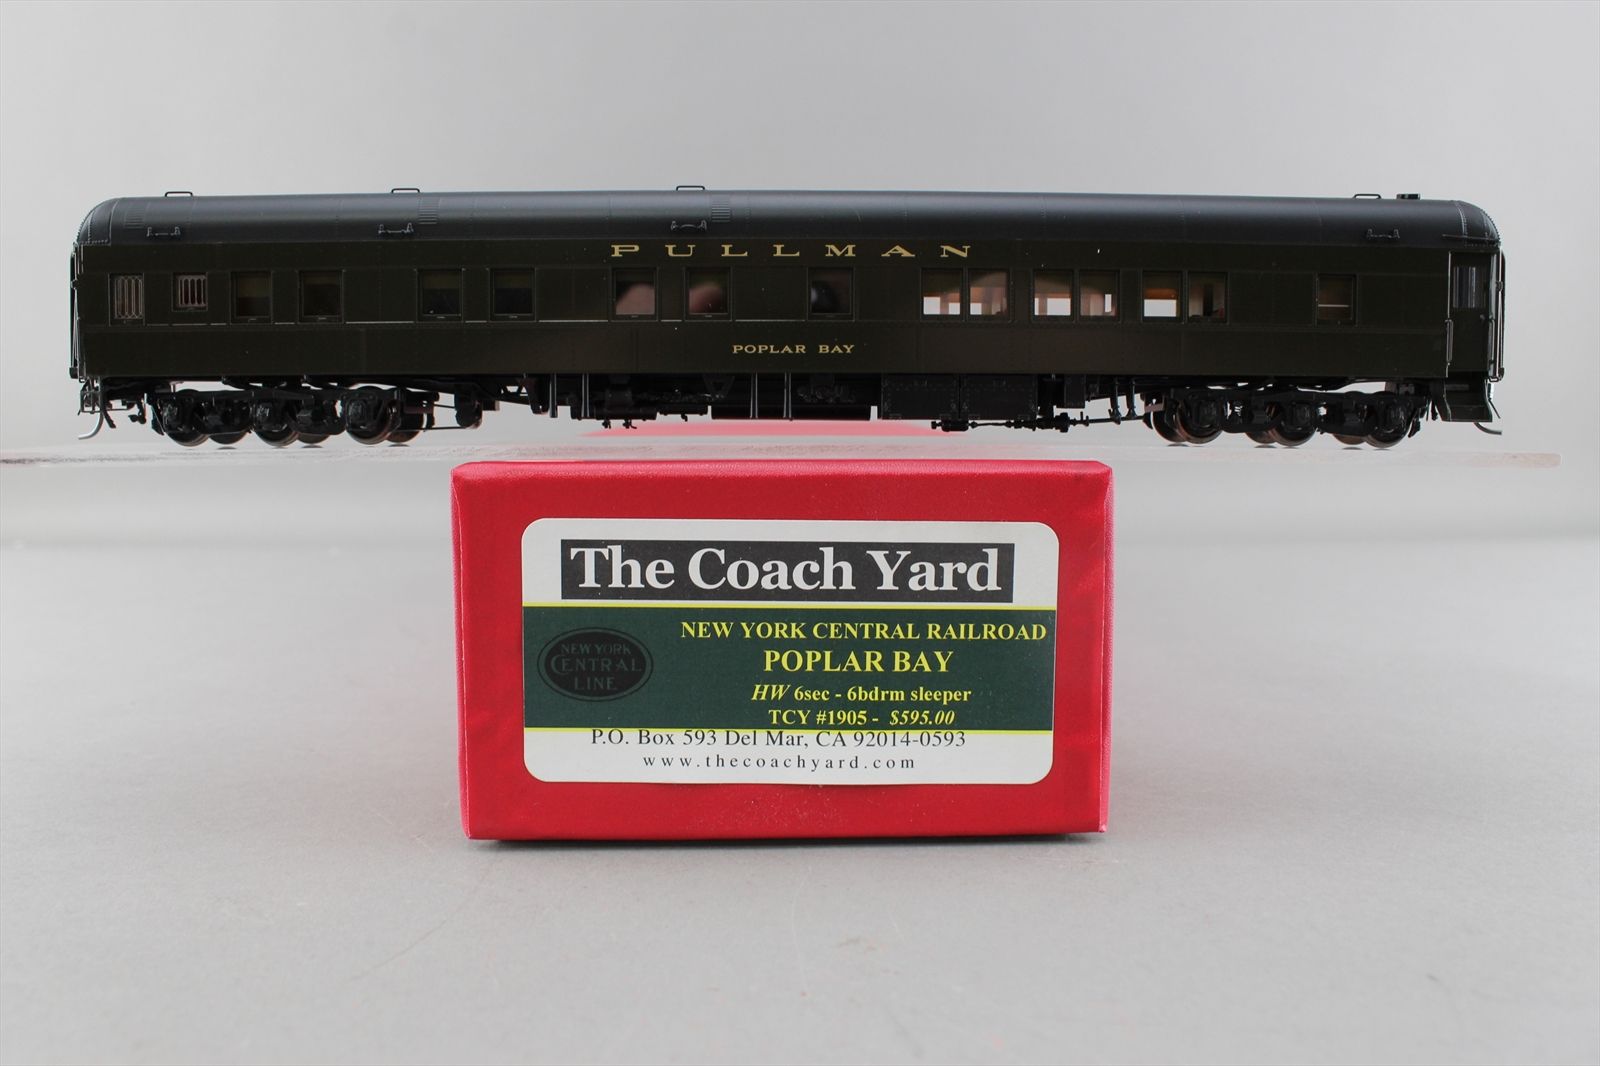 PULLMAN
POPLAR BAY
The Coach Yard
NEW YORK CENTRAL RAILROAD
NEW YORK
CENTRAL
LINE
POPLAR BAY
HW 6sec - 6bdrm sleeper
TCY #1905 - $595.00
P.O. Box 593 Del Mar, CA 92014-0593
www.thecoachyard.com